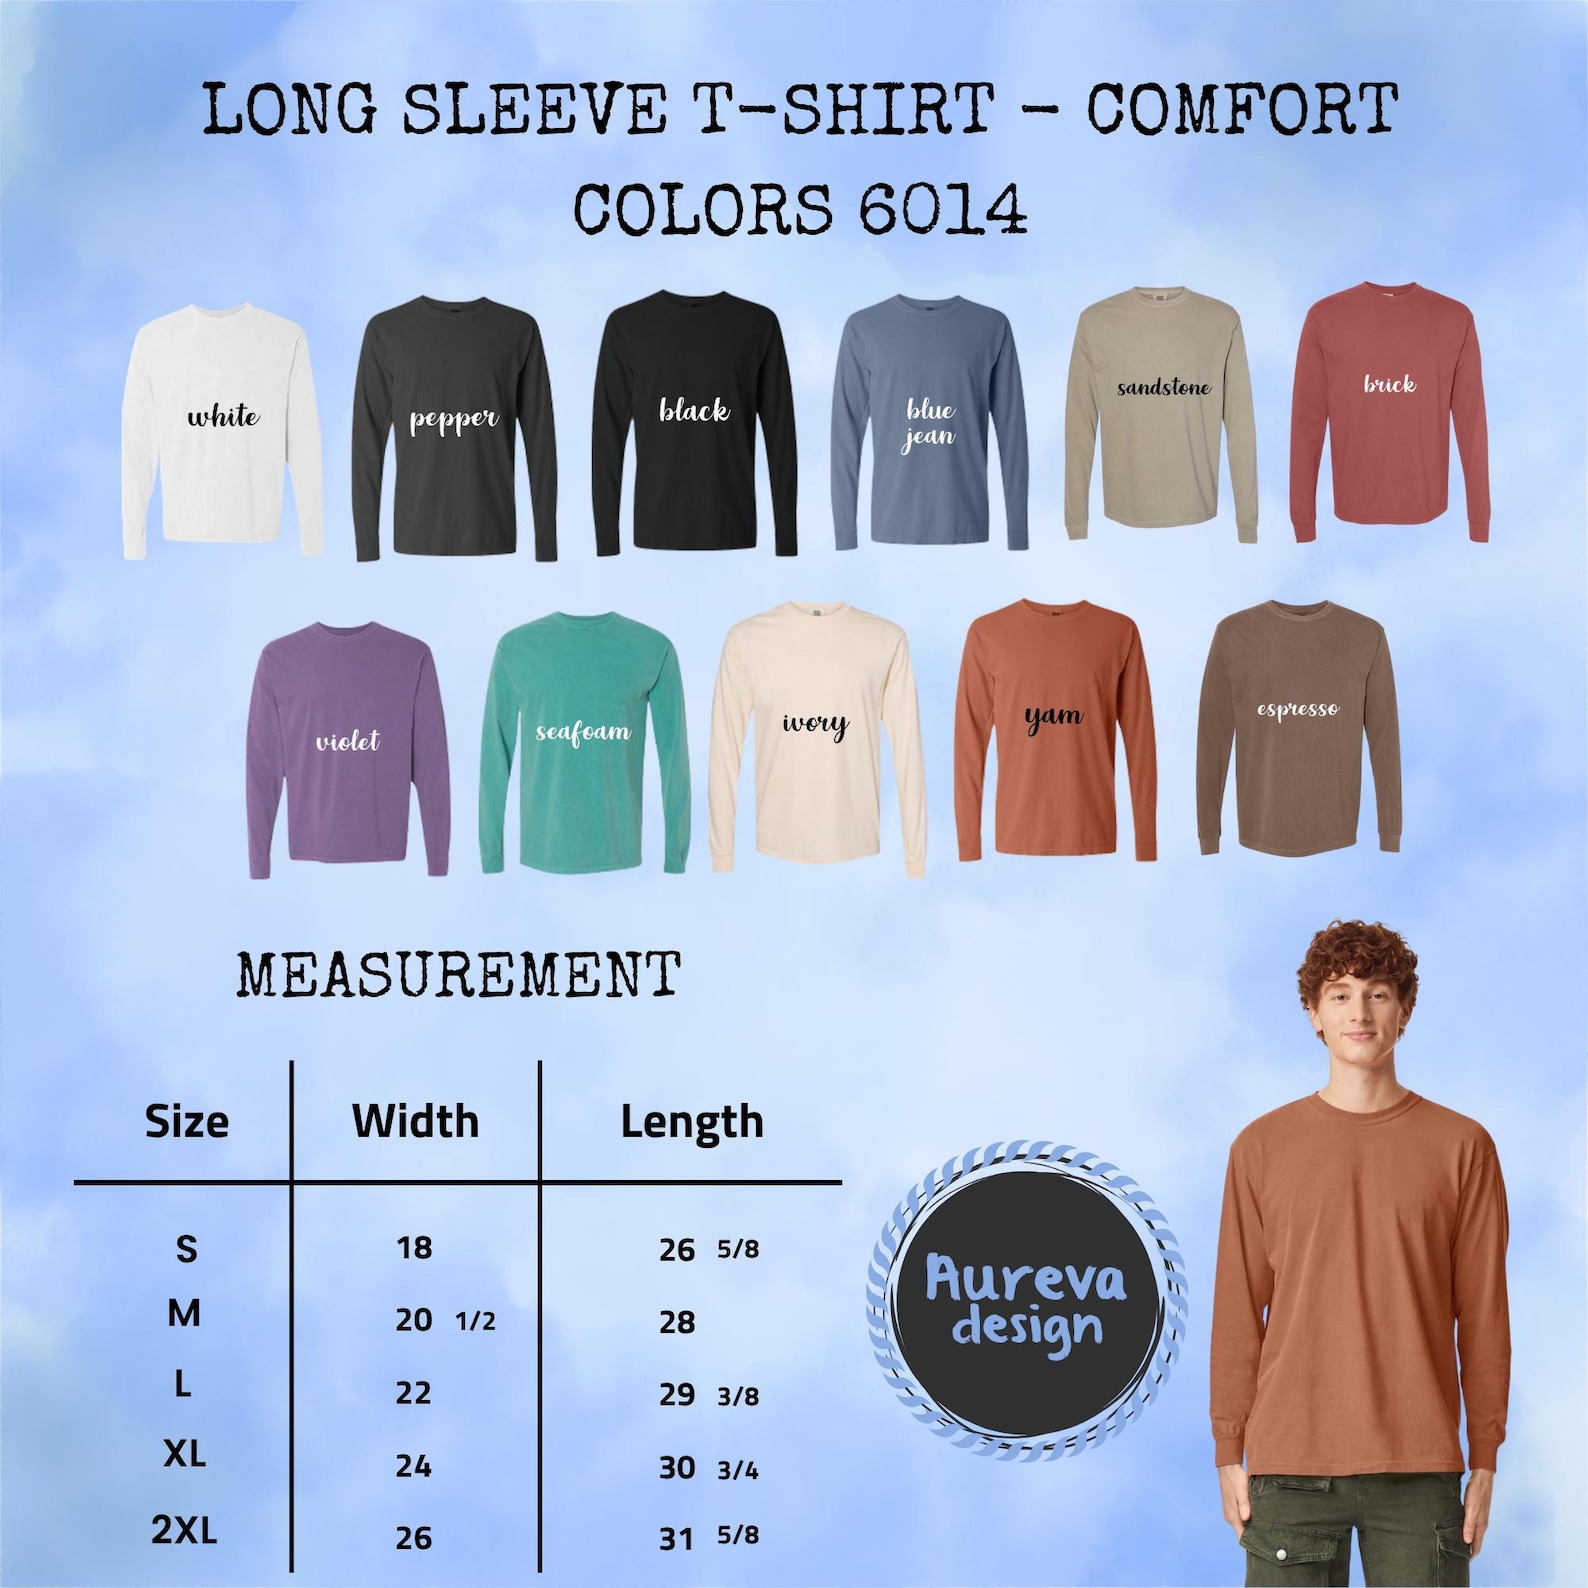 LONG SLEEVE T-SHIRT - COMFORT
COLORS 6014
white
pepper
black
blue
jean
sandstone
brick
violet
seafoam
ivory
yam
espresso
MEASUREMENT
Size Width Length
S 18 26 5/8
M 20 1/2 28
L 22 29 3/8
XL 24 30 3/4
2XL 26 31 5/8
Aureva
design